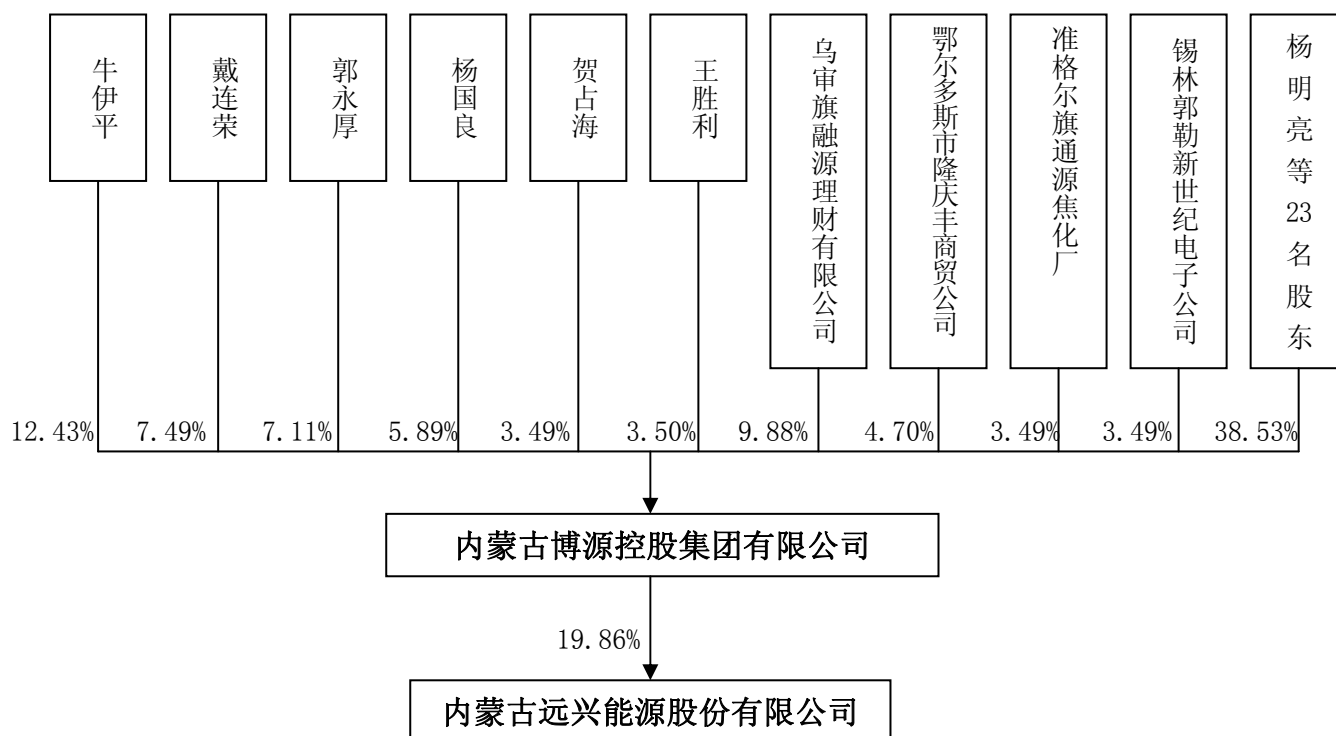 牛伊平
戴连荣
郭永厚
杨国良
贺占海
王胜利
乌审旗融源理财有限公司
鄂尔多斯市隆庆丰商贸公司
准格尔旗通源焦化厂
锡林郭勒新世纪电子公司
杨明亮等23名股东
12.43%
7.49%
7.11%
5.89%
3.49%
3.50%
9.88%
4.70%
3.49%
3.49%
38.53%
内蒙古博源控股集团有限公司
19.86%
内蒙古远兴能源股份有限公司